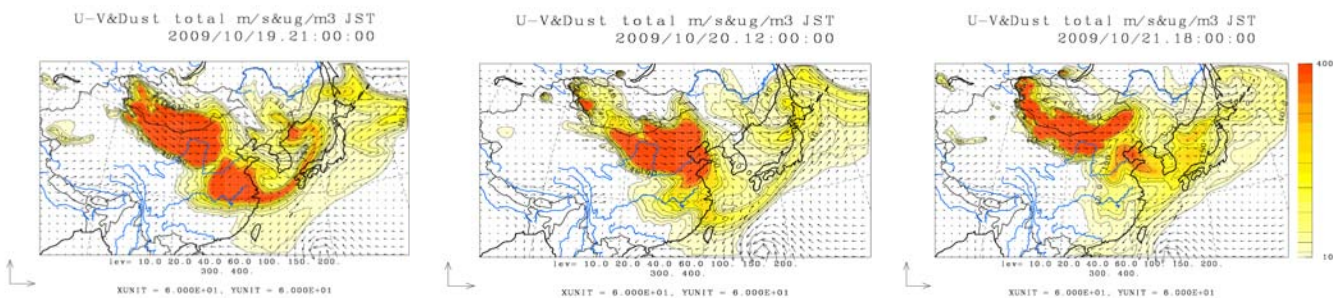 U-V&Dust total m/s&ug/m3 JST
2009/10/19.21:00:00
lev= 10.0 20.0 40.0 60.0 100. 150. 200.
300. 400.
XUNIT = 6.000E+01, YUNIT = 6.000E+01
U-V&Dust total m/s&ug/m3 JST
2009/10/20.12:00:00
lev= 10.0 20.0 40.0 60.0 100. 150. 200.
300. 400.
XUNIT = 6.000E+01, YUNIT = 6.000E+01
U-V&Dust total m/s&ug/m3 JST
2009/10/21.18:00:00
400
10
lev= 10.0 20.0 40.0 60.0 100. 150. 200.
300. 400.
XUNIT = 6.000E+01, YUNIT = 6.000E+01